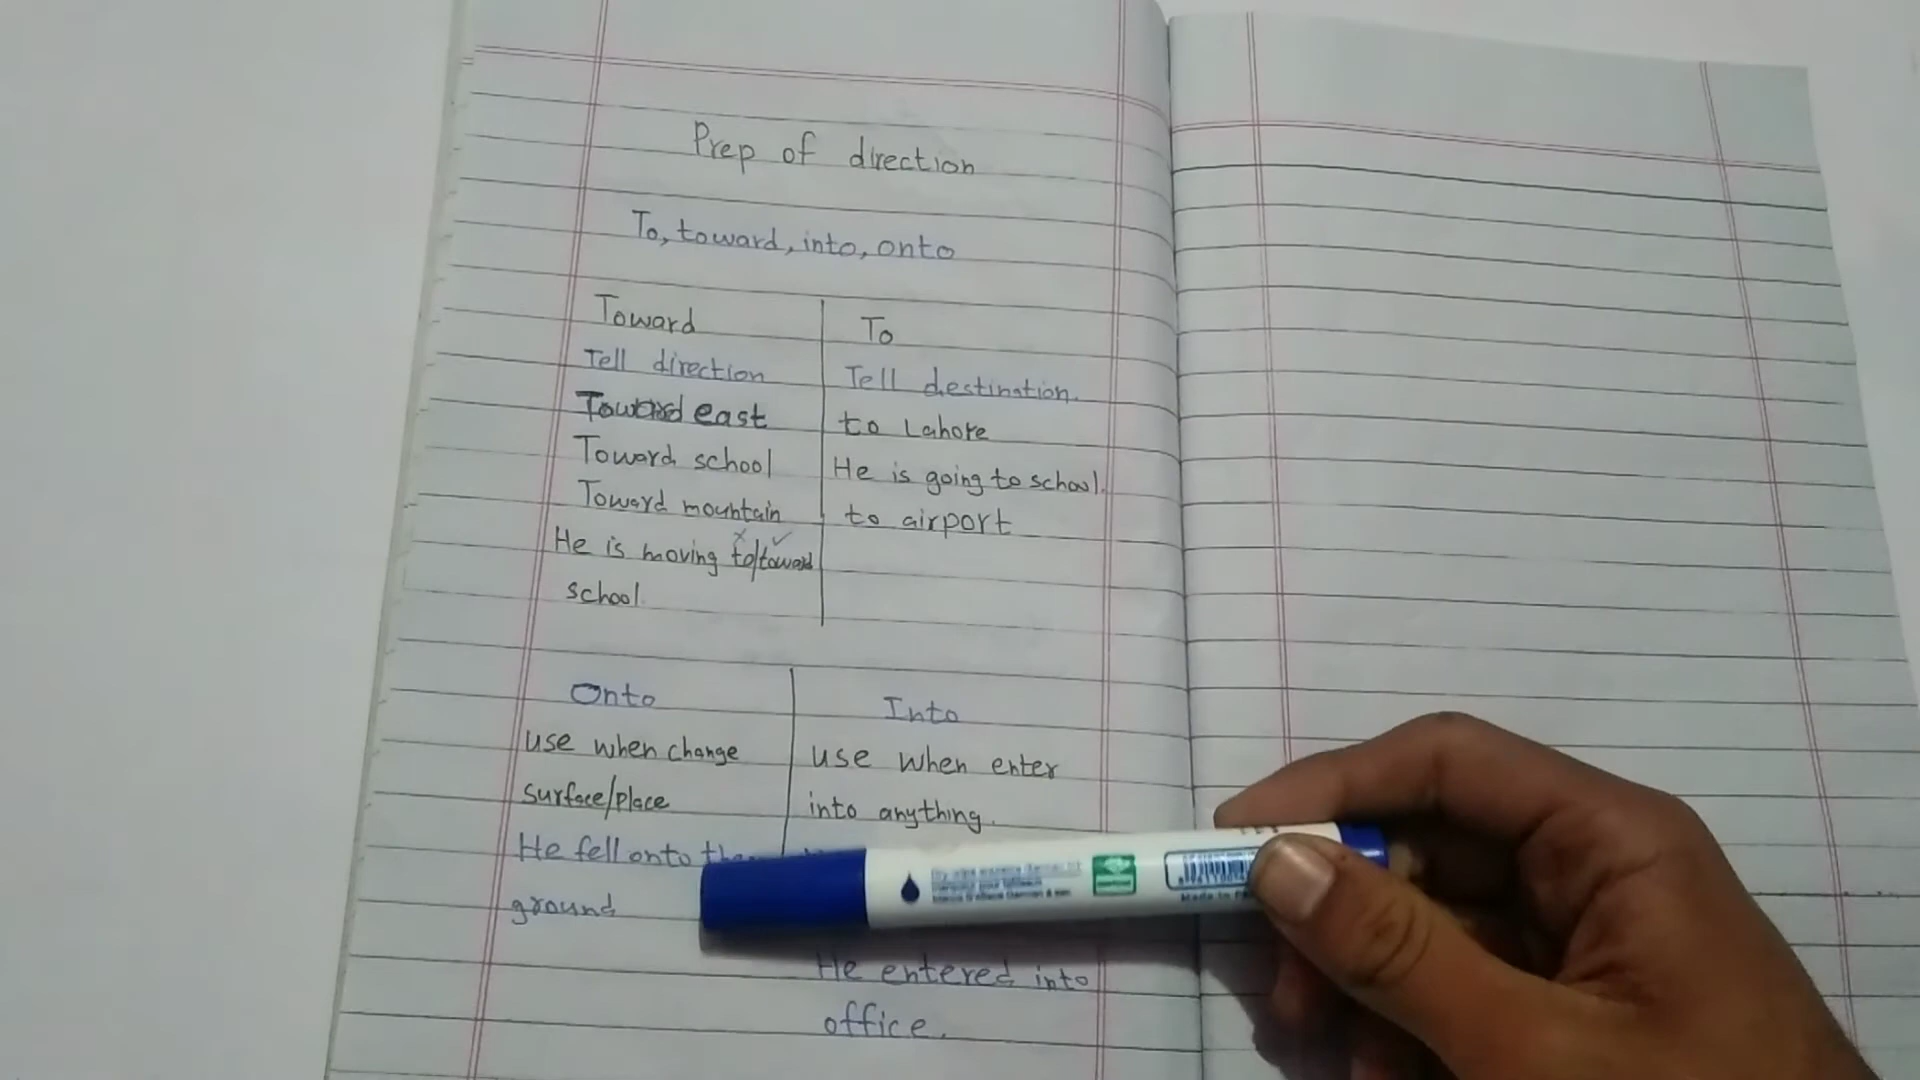 Prep of direction
To, toward, into, onto
Toward
Tell direction
Toward east
Toward school
Toward mountain
He is moving to/toward
school.
To
Tell destination.
to Lahore
He is going to school.
to airport
Onto
use when change
surface/place
He fell onto the
ground
Into
use when enter
into anything.
He entered into
office.